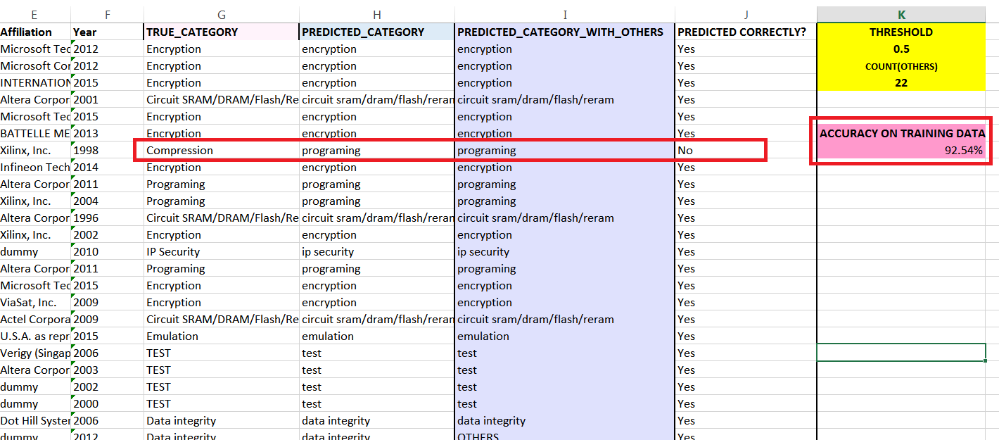 E F G H I J K
Affiliation Year TRUE_CATEGORY PREDICTED_CATEGORY PREDICTED_CATEGORY_WITH_OTHERS PREDICTED CORRECTLY? THRESHOLD
Microsoft Tec 2012 Encryption encryption encryption Yes 0.5
Microsoft Cor 2012 Encryption encryption encryption Yes COUNT(OTHERS)
INTERNATION 2015 Encryption encryption encryption Yes 22
Altera Corpor 2001 Circuit SRAM/DRAM/Flash/Re circuit sram/dram/flash/reram circuit sram/dram/flash/reram Yes
Microsoft Tec 2015 Encryption encryption encryption Yes
BATTELLE ME 2013 Encryption encryption encryption Yes ACCURACY ON TRAINING DATA
Xilinx, Inc. 1998 Compression programing programing No 92.54%
Infineon Tech 2014 Encryption encryption encryption Yes
Altera Corpor 2011 Programing programing programing Yes
Xilinx, Inc. 2004 Programing programing programing Yes
Altera Corpor 1996 Circuit SRAM/DRAM/Flash/Re circuit sram/dram/flash/reram circuit sram/dram/flash/reram Yes
Xilinx, Inc. 2002 Encryption encryption encryption Yes
dummy 2010 IP Security ip security ip security Yes
Altera Corpor 2011 Programing programing programing Yes
Microsoft Tec 2015 Encryption encryption encryption Yes
ViaSat, Inc. 2009 Encryption encryption encryption Yes
Actel Corpora 2009 Circuit SRAM/DRAM/Flash/Re circuit sram/dram/flash/reram circuit sram/dram/flash/reram Yes
U.S.A. as repr 2015 Emulation emulation emulation Yes
Verigy (Singap 2006 TEST test test Yes
Altera Corpor 2003 TEST test test Yes
dummy 2002 TEST test test Yes
dummy 2000 TEST test test Yes
Dot Hill System 2006 Data integrity data integrity data integrity Yes
dummy 2012 Data integrity data integrity OTHERS Yes